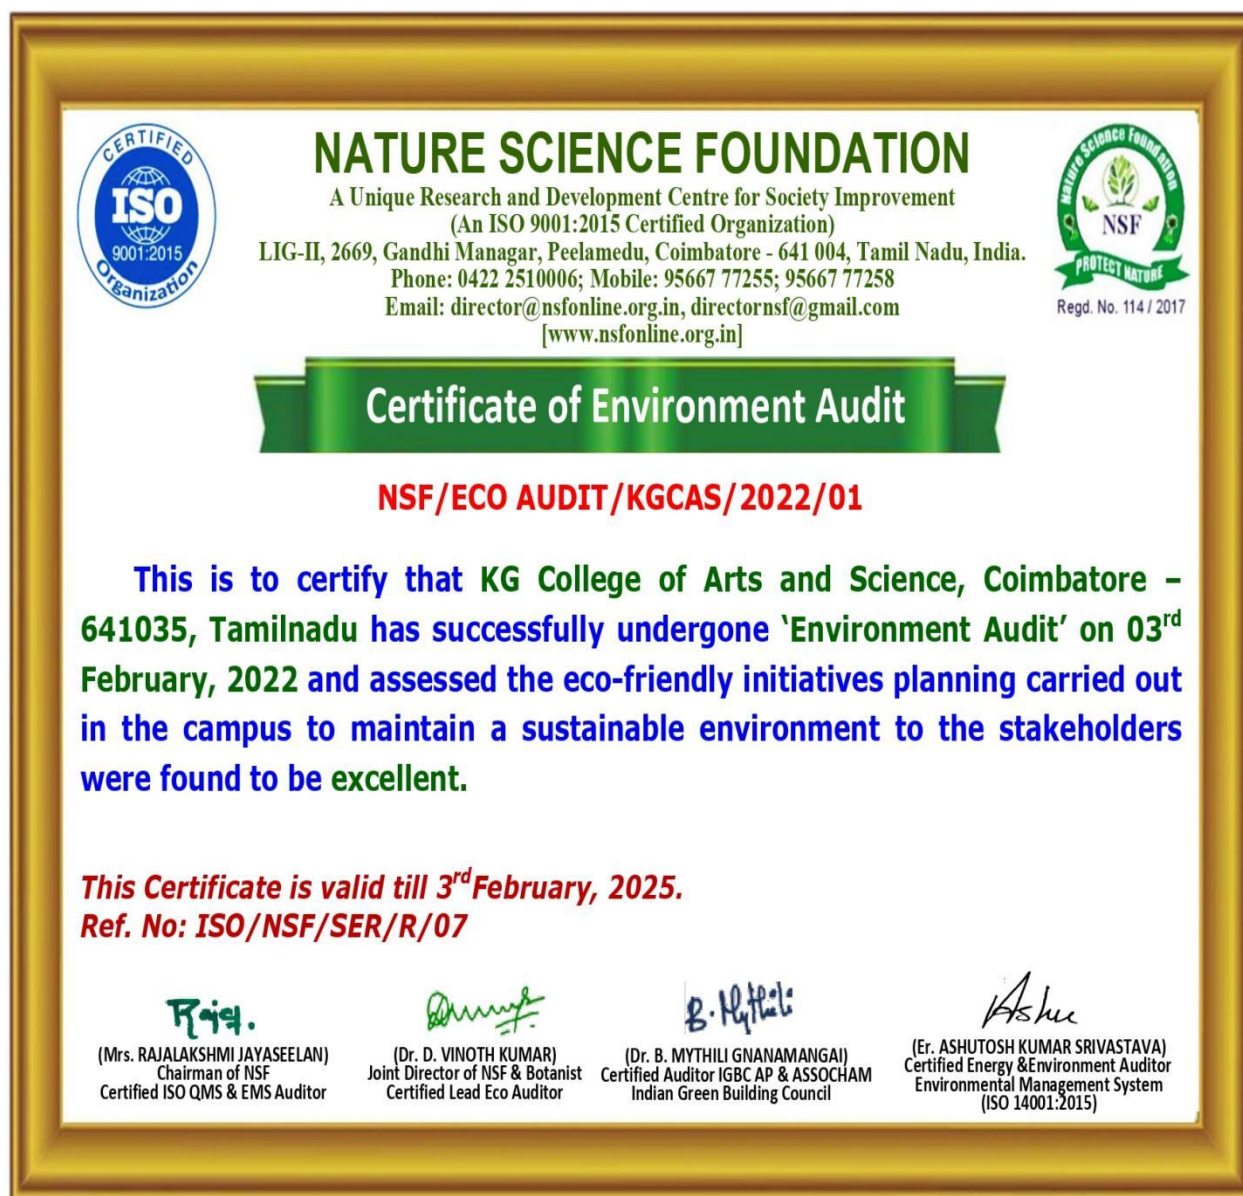 CERTIFIED
ISO
9001:2015
Organization
NATURE SCIENCE FOUNDATION
A Unique Research and Development Centre for Society Improvement
(An ISO 9001:2015 Certified Organization)
LIG-II, 2669, Gandhi Managar, Peelamedu, Coimbatore - 641 004, Tamil Nadu, India.
Phone: 0422 2510006; Mobile: 95667 77255; 95667 77258
Email: director@nsfonline.org.in, directornsf@gmail.com
[www.nsfonline.org.in]
Nature Science Foundation
NSF
PROTECT NATURE
Regd. No. 114 / 2017
Certificate of Environment Audit
NSF/ECO AUDIT/KGCAS/2022/01
This is to certify that KG College of Arts and Science, Coimbatore –
641035, Tamilnadu has successfully undergone ‘Environment Audit’ on 03rd
February, 2022 and assessed the eco-friendly initiatives planning carried out
in the campus to maintain a sustainable environment to the stakeholders
were found to be excellent.
This Certificate is valid till 3rd February, 2025.
Ref. No: ISO/NSF/SER/R/07
Rajq.
B. Mythili
Ashu
(Mrs. RAJALAKSHMI JAYASEELAN)
Chairman of NSF
Certified ISO QMS & EMS Auditor
(Dr. D. VINOTH KUMAR)
Joint Director of NSF & Botanist
Certified Lead Eco Auditor
(Dr. B. MYTHILI GNANAMANGAI)
Certified Auditor IGBC AP & ASSOCHAM
Indian Green Building Council
(Er. ASHUTOSH KUMAR SRIVASTAVA)
Certified Energy &Environment Auditor
Environmental Management System
(ISO 14001:2015)